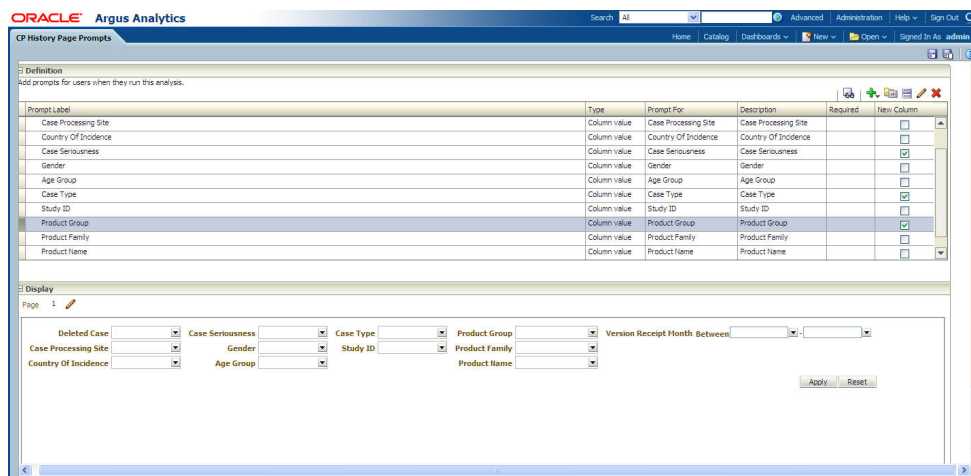 ORACLE Argus Analytics
Search All Advanced Administration Help Sign Out
CP History Page Prompts
Home Catalog Dashboards New Open Signed In As admin
Definition
Add prompts for users when they run this analysis.
Prompt Label Type Prompt For Description Required New Column
Case Processing Site Column value Case Processing Site Case Processing Site
Country Of Incidence Column value Country Of Incidence Country Of Incidence
Case Seriousness Column value Case Seriousness Case Seriousness
Gender Column value Gender Gender
Age Group Column value Age Group Age Group
Case Type Column value Case Type Case Type
Study ID Column value Study ID Study ID
Product Group Column value Product Group Product Group
Product Family Column value Product Family Product Family
Product Name Column value Product Name Product Name
Display
Page 1
Deleted Case Case Seriousness Case Type Product Group Version Receipt Month Between -
Case Processing Site Gender Study ID Product Family
Country Of Incidence Age Group Product Name
Apply Reset